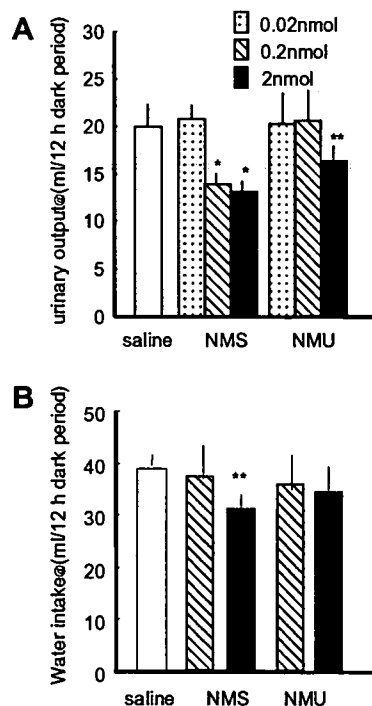 A
0.02nmol
0.2nmol
2nmol
urinary output@(ml/12 h dark period)
30
25
20
15
10
5
0
*
*
**
saline NMS NMU
B
Water intake@(ml/12 h dark period)
50
40
30
20
10
0
**
saline NMS NMU